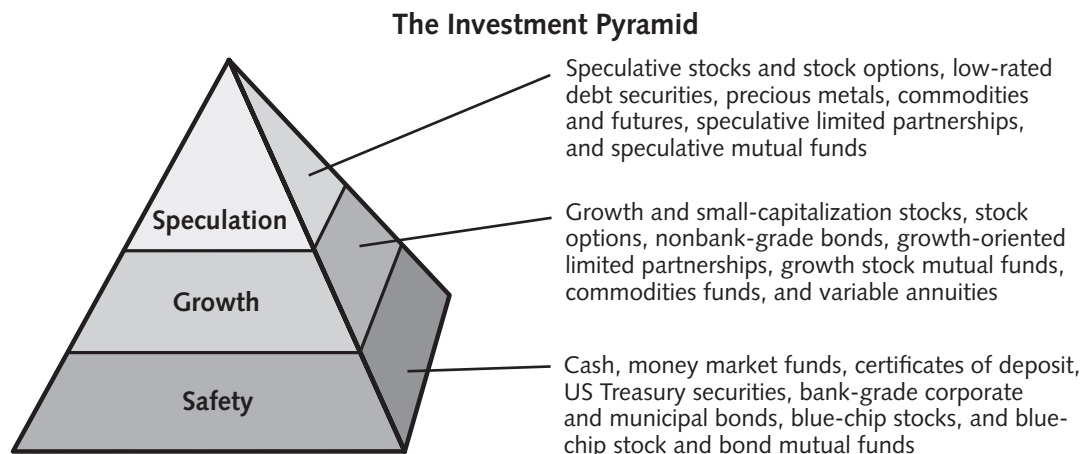 The Investment Pyramid
Speculative stocks and stock options, low-rated
debt securities, precious metals, commodities
and futures, speculative limited partnerships,
and speculative mutual funds
Speculation
Growth and small-capitalization stocks, stock
options, nonbank-grade bonds, growth-oriented
limited partnerships, growth stock mutual funds,
commodities funds, and variable annuities
Growth
Cash, money market funds, certificates of deposit,
US Treasury securities, bank-grade corporate
and municipal bonds, blue-chip stocks, and blue-
chip stock and bond mutual funds
Safety